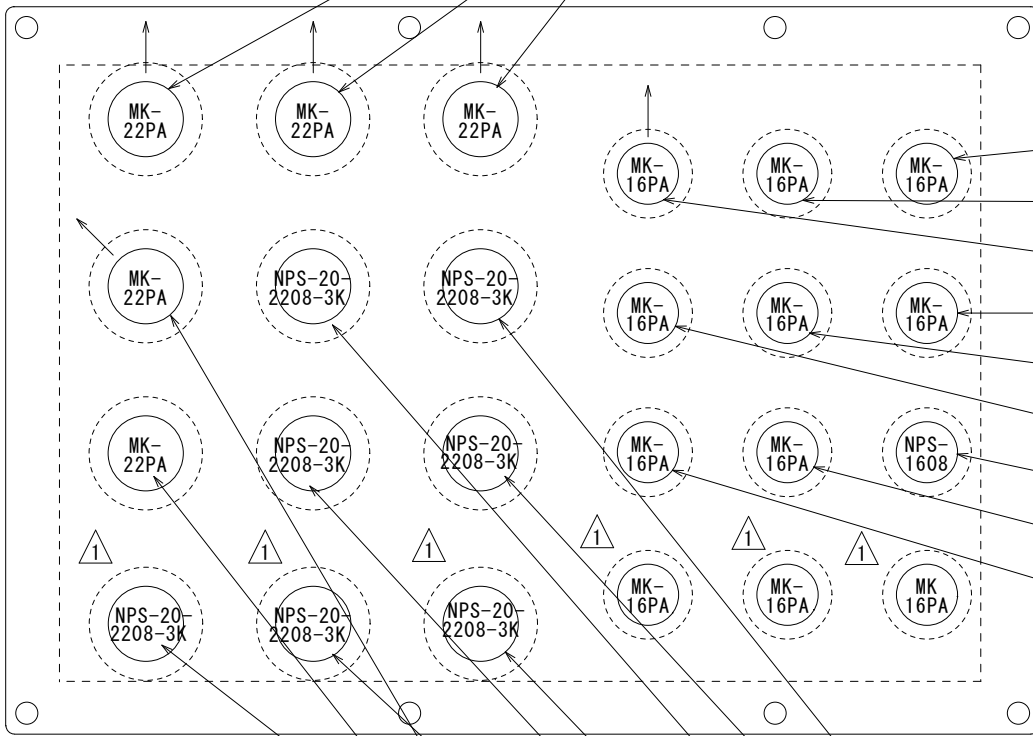 MK-
22PA
MK-
22PA
MK-
22PA
MK-
16PA
MK-
16PA
MK-
16PA
MK-
22PA
NPS-20-
2208-3K
NPS-20-
2208-3K
MK-
16PA
MK-
16PA
MK-
16PA
MK-
22PA
NPS-20-
2208-3K
NPS-20-
2208-3K
MK-
16PA
MK-
16PA
NPS-
1608
1
1
1
1
1
1
NPS-20-
2208-3K
NPS-20-
2208-3K
NPS-20-
2208-3K
MK-
16PA
MK-
16PA
MK
16PA